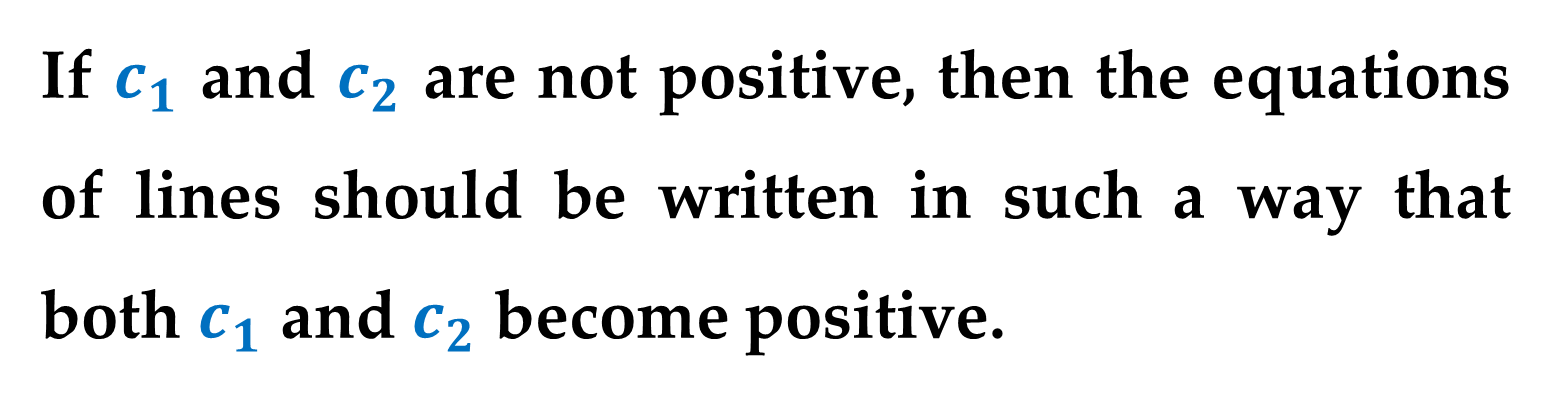 If c₁ and c₂ are not positive, then the equations
of lines should be written in such a way that
both c₁ and c₂ become positive.